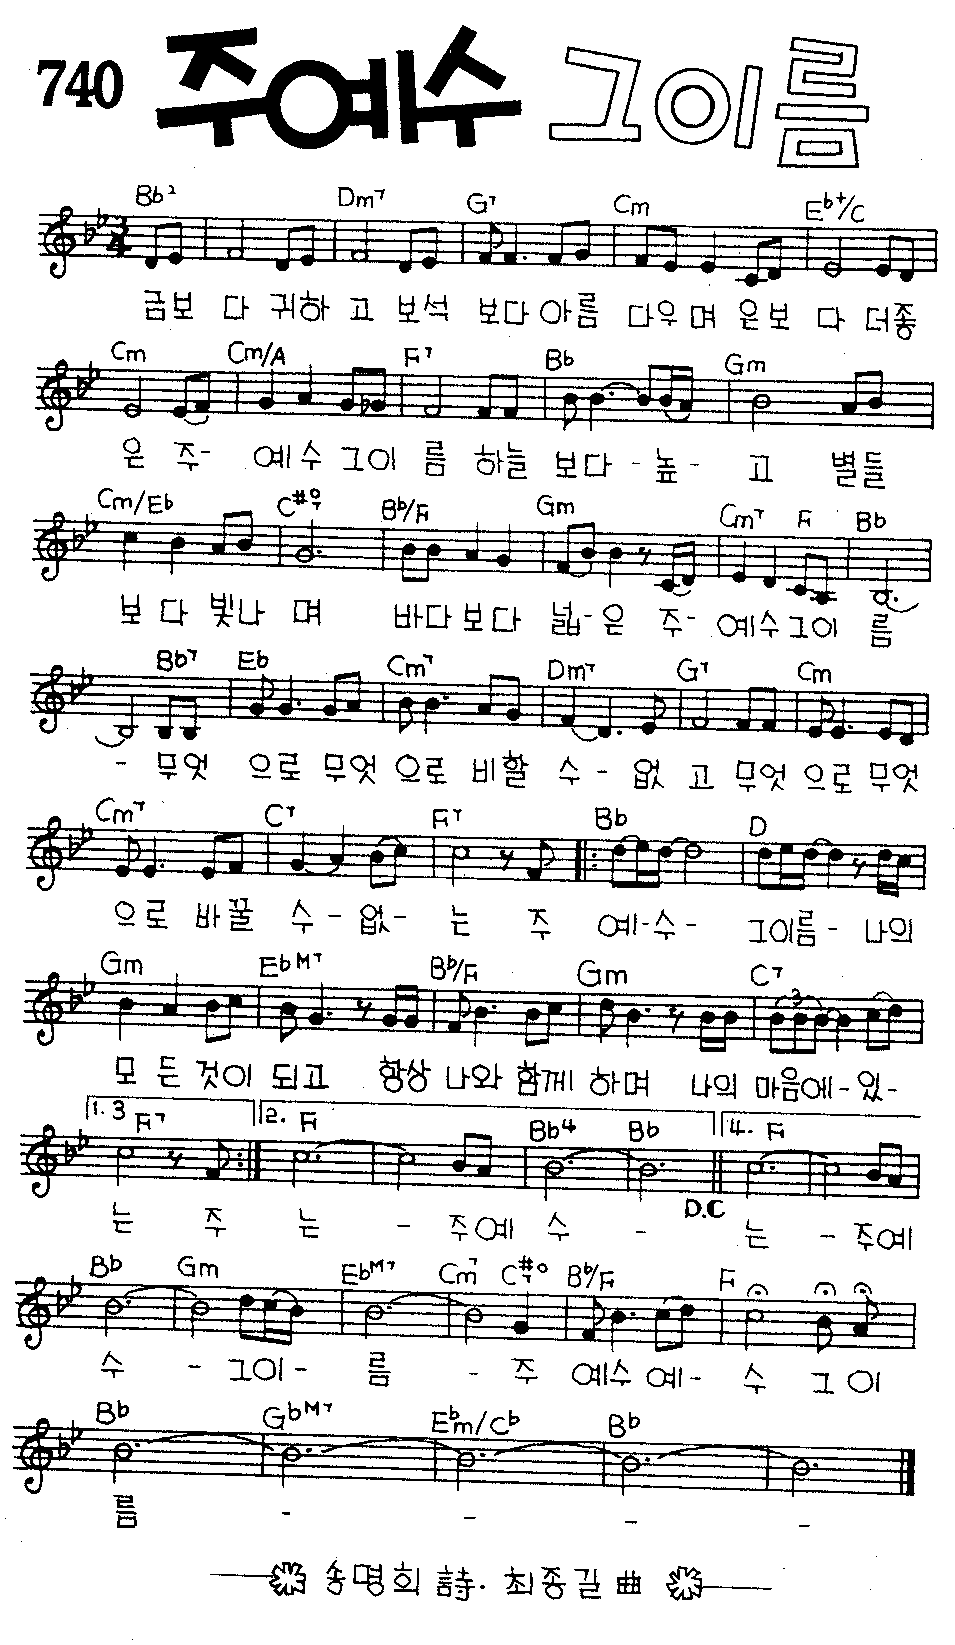 740 주예수 그이름
Bb² Dm7 G7 Cm Eb+/C
금보 다 귀하 고 보석 보다 아름 다우 며 은보 다 더좋
Cm Cm/A F7 Bb Gm
은 주- 예수 그이 름 하늘 보다 - 높 - 고 별들
Cm/Eb C#°7 Bb/F Gm Cm7 F Bb
보 다 빛나 며 바다보다 넓-은 주- 예수그이 름
Bb7 Eb Cm7 Dm7 G7 Cm
- 무엇 으로 무엇 으로 비할 수 - 없 고 무엇 으로 무엇
Cm7 C7 F7 Bb D
으로 바꿀 수 - 없 - 는 주 예-수- 그이름- 나의
Gm EbM7 Bb/F Gm C7
3
모 든 것이 되고 항상 나와 함께 하며 나의 마음에-있-
1. 3 F7 2. F Bb4 Bb 4. F
D.C
는 주 는 - 주예 수 - 는 - 주예
Bb Gm EbM7 Cm7 C#°7 Bb/F F
수 - 그이- 름 - 주 예수 예- 수 그 이
Bb GbM7 Ebm/Cb Bb
름 - - - -
송명희 詩. 최종길 曲